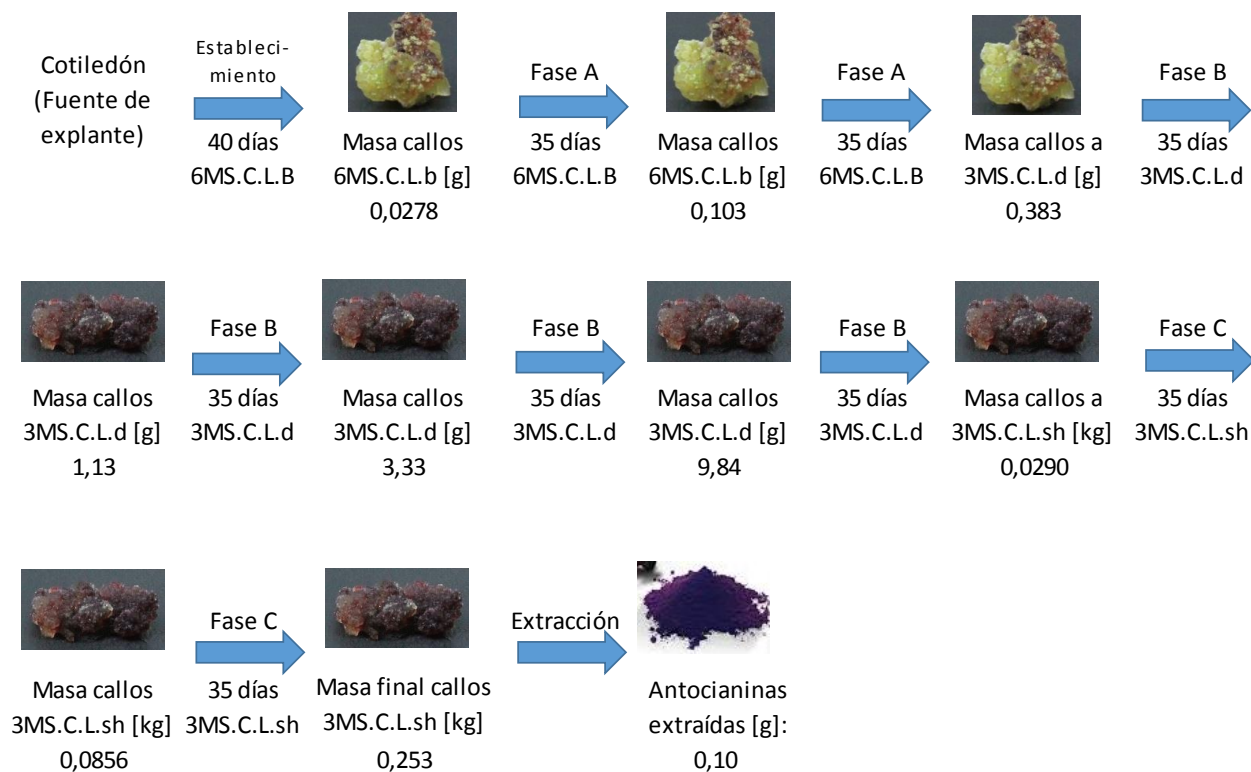 Cotiledón
(Fuente de
explante)
Estableci-
miento
40 días
6MS.C.L.B
Masa callos
6MS.C.L.b [g]
0,0278
Fase A
35 días
6MS.C.L.B
Masa callos
6MS.C.L.b [g]
0,103
Fase A
35 días
6MS.C.L.B
Masa callos a
3MS.C.L.d [g]
0,383
Fase B
35 días
3MS.C.L.d
Masa callos
3MS.C.L.d [g]
1,13
Fase B
35 días
3MS.C.L.d
Masa callos
3MS.C.L.d [g]
3,33
Fase B
35 días
3MS.C.L.d
Masa callos
3MS.C.L.d [g]
9,84
Fase B
35 días
3MS.C.L.d
Masa callos a
3MS.C.L.sh [kg]
0,0290
Fase C
35 días
3MS.C.L.sh
Masa callos
3MS.C.L.sh [kg]
0,0856
Fase C
35 días
3MS.C.L.sh
Masa final callos
3MS.C.L.sh [kg]
0,253
Extracción
Antocianinas
extraídas [g]:
0,10